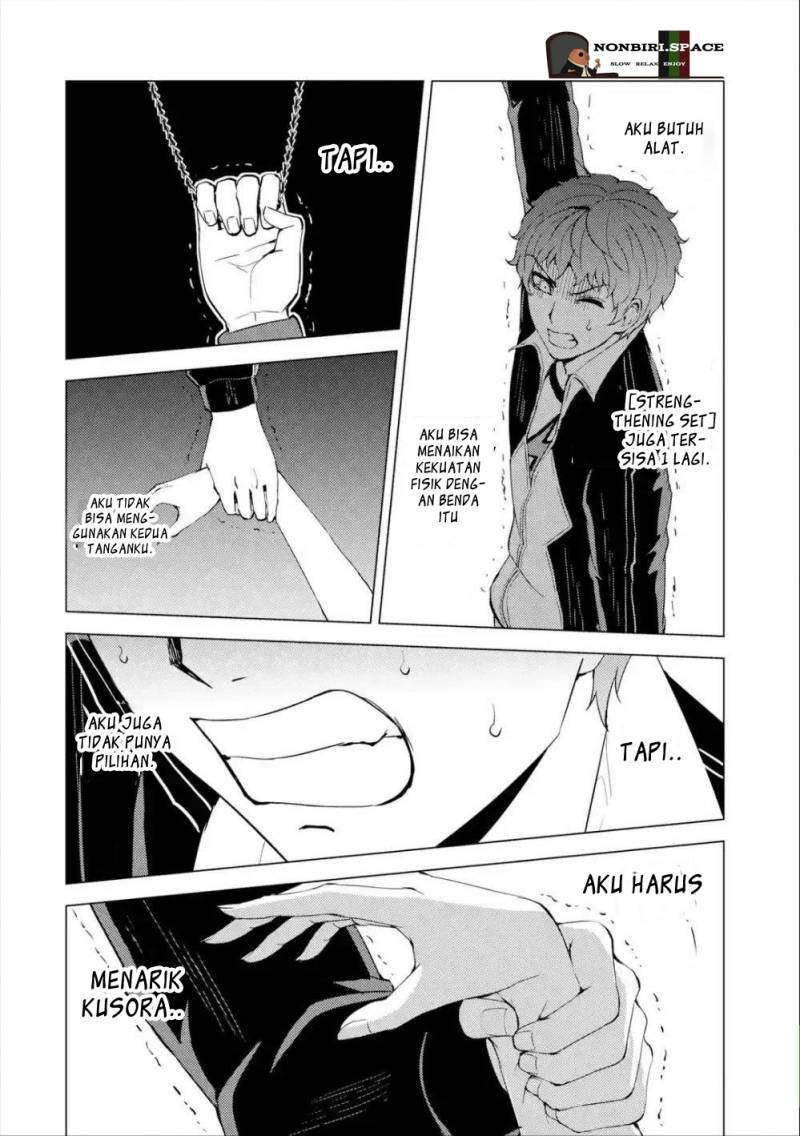 NONBIRI.SPACE
SLOW RELAX ENJOY
AKU BUTUH
ALAT.
[STRENG-
THENING SET]
JUGA TER-
SISA 1 LAGI.
AKU BISA
MENAIKAN
KEKUATAN
FISIK DENG-
AN BENDA
ITU
TAPI..
AKU TIDAK
BISA MENG-
GUNAKAN KEDUA
TANGANKU.
TAPI..
AKU JUGA
TIDAK PUNYA
PILIHAN.
AKU HARUS
MENARIK
KUSORA..